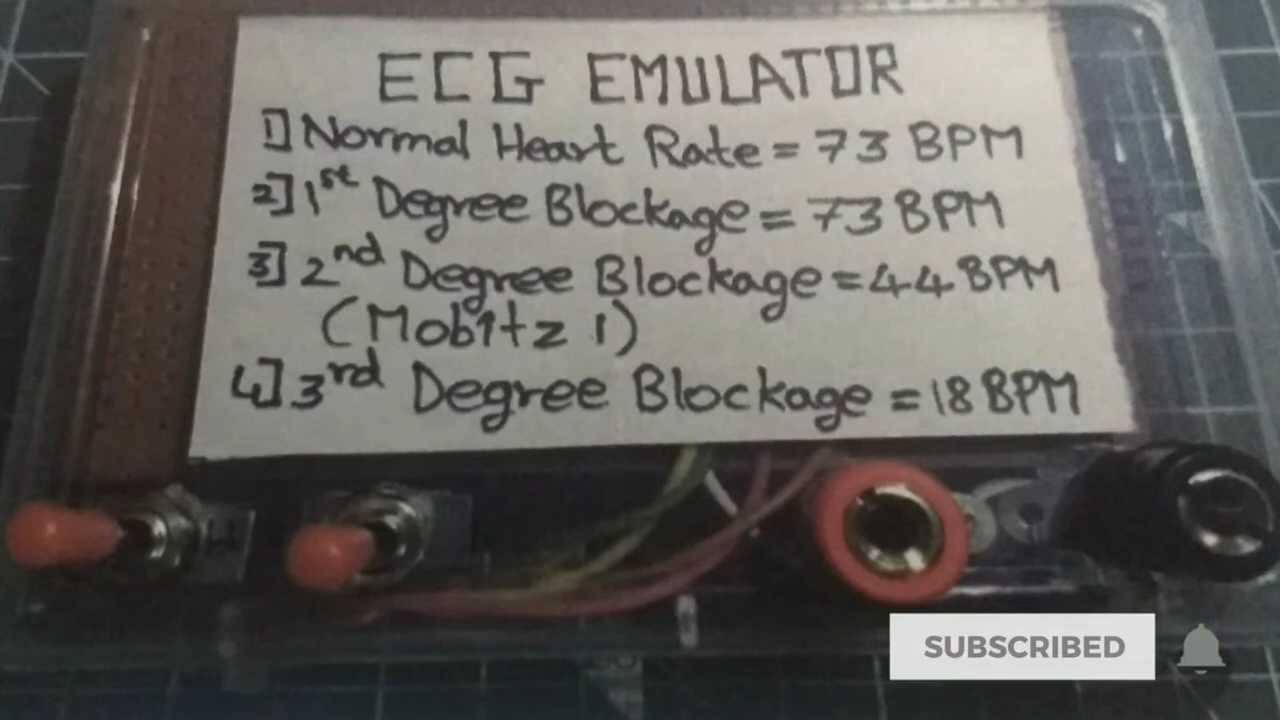 ECG EMULATOR
1] Normal Heart Rate = 73 BPM
2] 1st Degree Blockage = 73 BPM
3] 2nd Degree Blockage = 44 BPM
(Mobitz 1)
4] 3rd Degree Blockage = 18 BPM
SUBSCRIBED